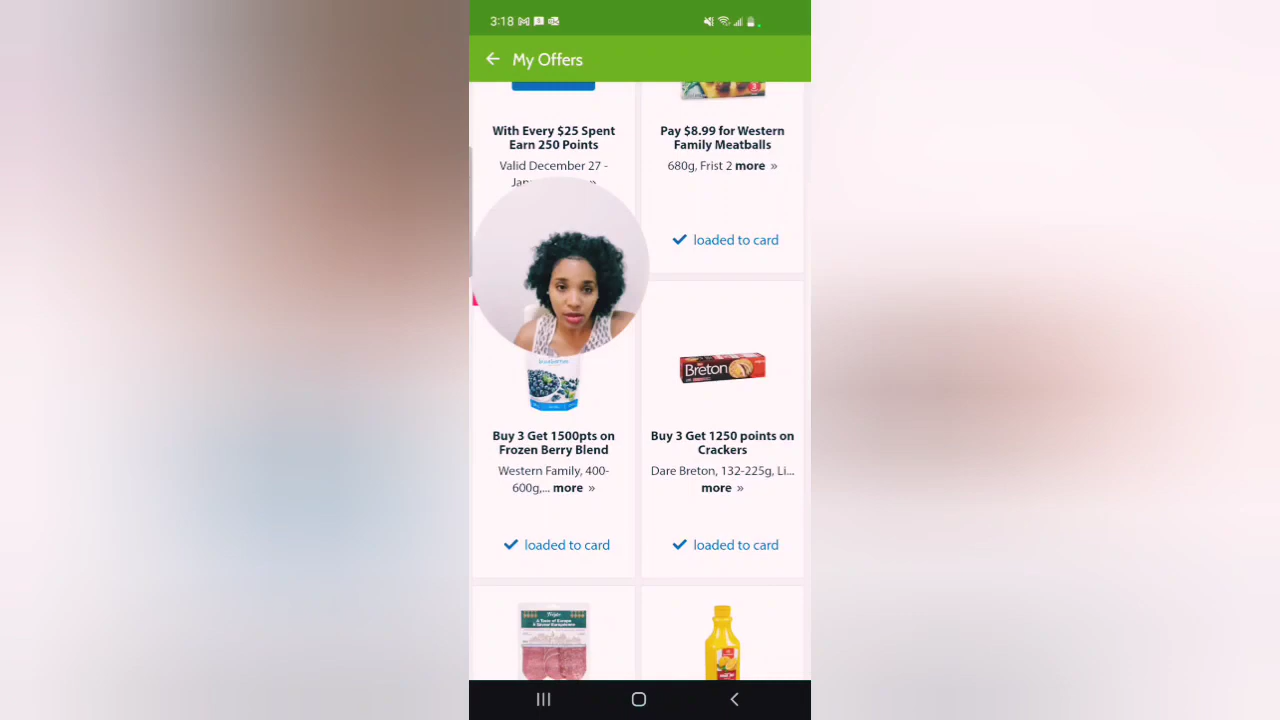 3:18
My Offers
With Every $25 Spent
Earn 250 Points
Valid December 27 -
Pay $8.99 for Western
Family Meatballs
680g, Frist 2 more »
loaded to card
blueberries
Buy 3 Get 1500pts on
Frozen Berry Blend
Western Family, 400-
600g,... more »
loaded to card
Breton
Buy 3 Get 1250 points on
Crackers
Dare Breton, 132-225g, Li...
more »
loaded to card